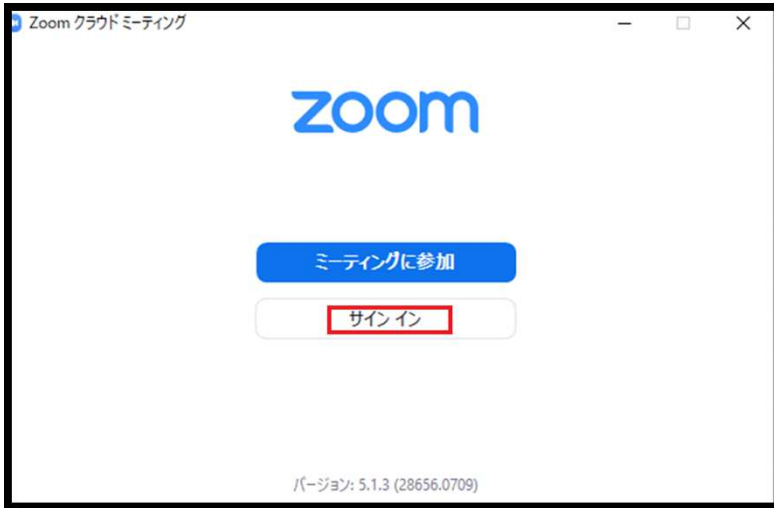 Zoom クラウド ミーティング
zoom
ミーティングに参加
サイン イン
バージョン: 5.1.3 (28656.0709)